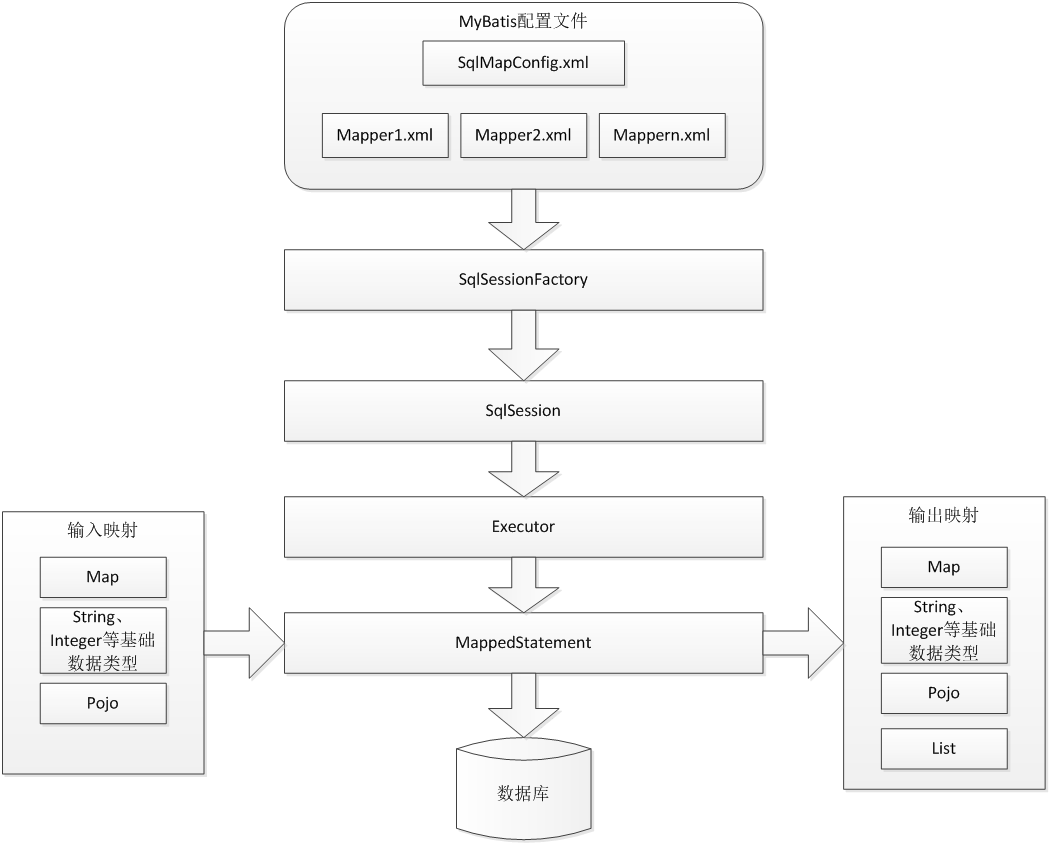 MyBatis配置文件
SqlMapConfig.xml
Mapper1.xml
Mapper2.xml
Mappern.xml
SqlSessionFactory
SqlSession
Executor
输入映射
Map
String、
Integer等基础
数据类型
Pojo
MappedStatement
输出映射
Map
String、
Integer等基础
数据类型
Pojo
List
数据库